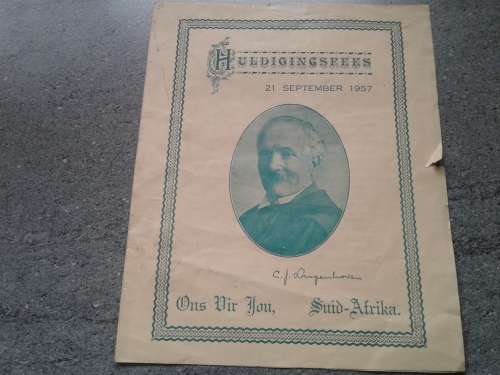 HULDIGINGSFEES
21 SEPTEMBER 1957
C. J. Langenhoven
Ons Vir Jou, Suid-Afrika.